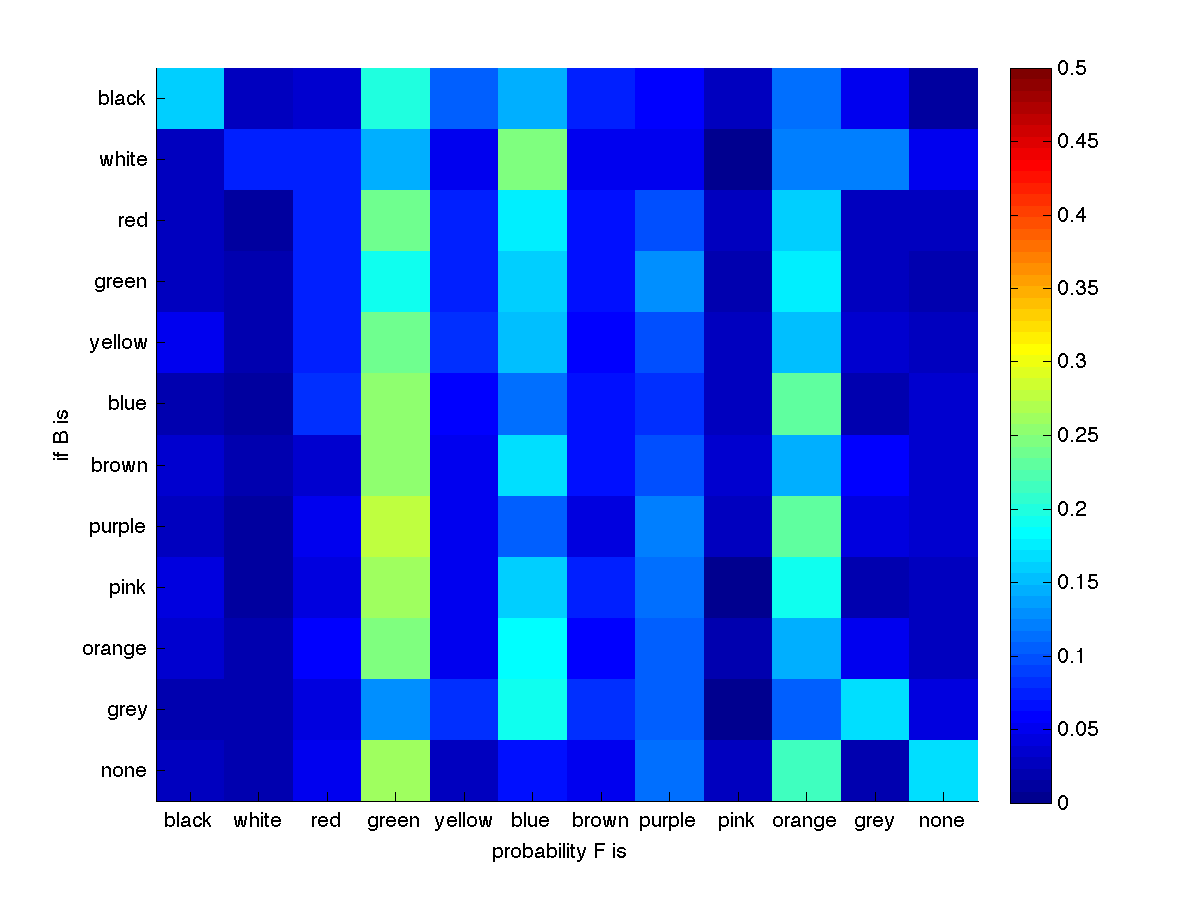 black
white
red
green
yellow
blue
brown
purple
pink
orange
grey
none
if B is
black white red green yellow blue brown purple pink orange grey none
probability F is
0.5
0.45
0.4
0.35
0.3
0.25
0.2
0.15
0.1
0.05
0